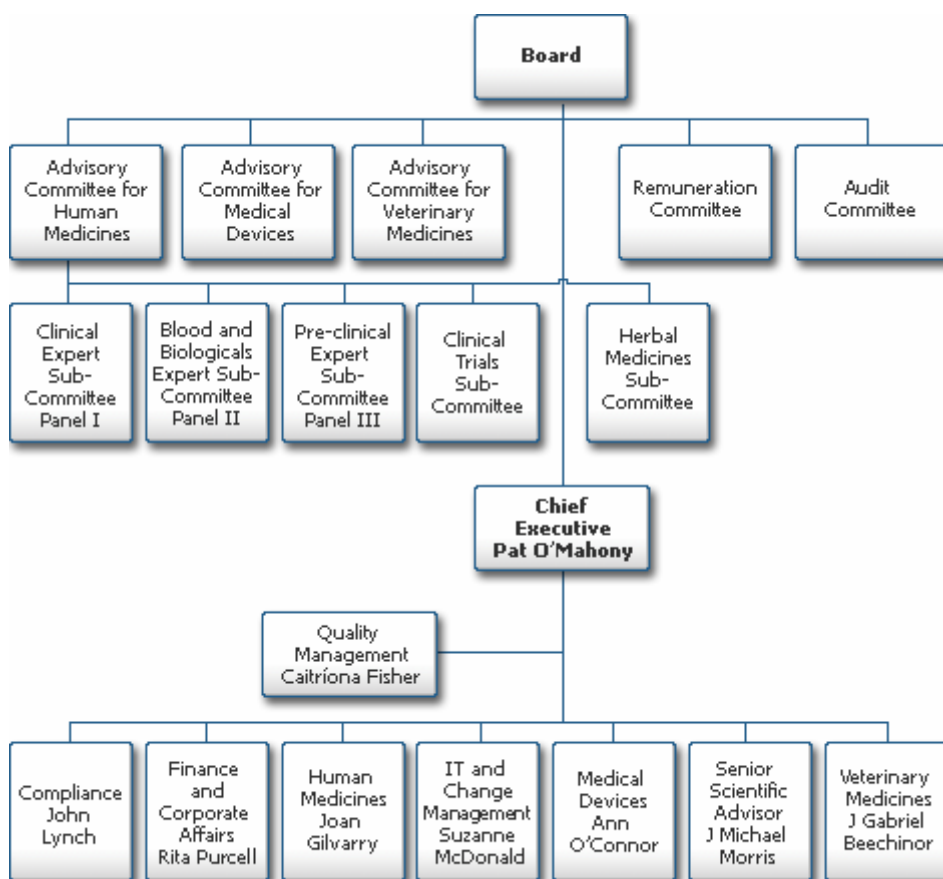 Board
Advisory
Committee for
Human
Medicines
Advisory
Committee for
Medical
Devices
Advisory
Committee for
Veterinary
Medicines
Remuneration
Committee
Audit
Committee
Clinical
Expert
Sub-
Committee
Panel I
Blood and
Biologicals
Expert Sub-
Committee
Panel II
Pre-clinical
Expert
Sub-
Committee
Panel III
Clinical
Trials
Sub-
Committee
Herbal
Medicines
Sub-
Committee
Chief
Executive
Pat O’Mahony
Quality
Management
Caitríona Fisher
Compliance
John
Lynch
Finance
and
Corporate
Affairs
Rita Purcell
Human
Medicines
Joan
Gilvarry
IT and
Change
Management
Suzanne
McDonald
Medical
Devices
Ann
O’Connor
Senior
Scientific
Advisor
J Michael
Morris
Veterinary
Medicines
J Gabriel
Beechinor